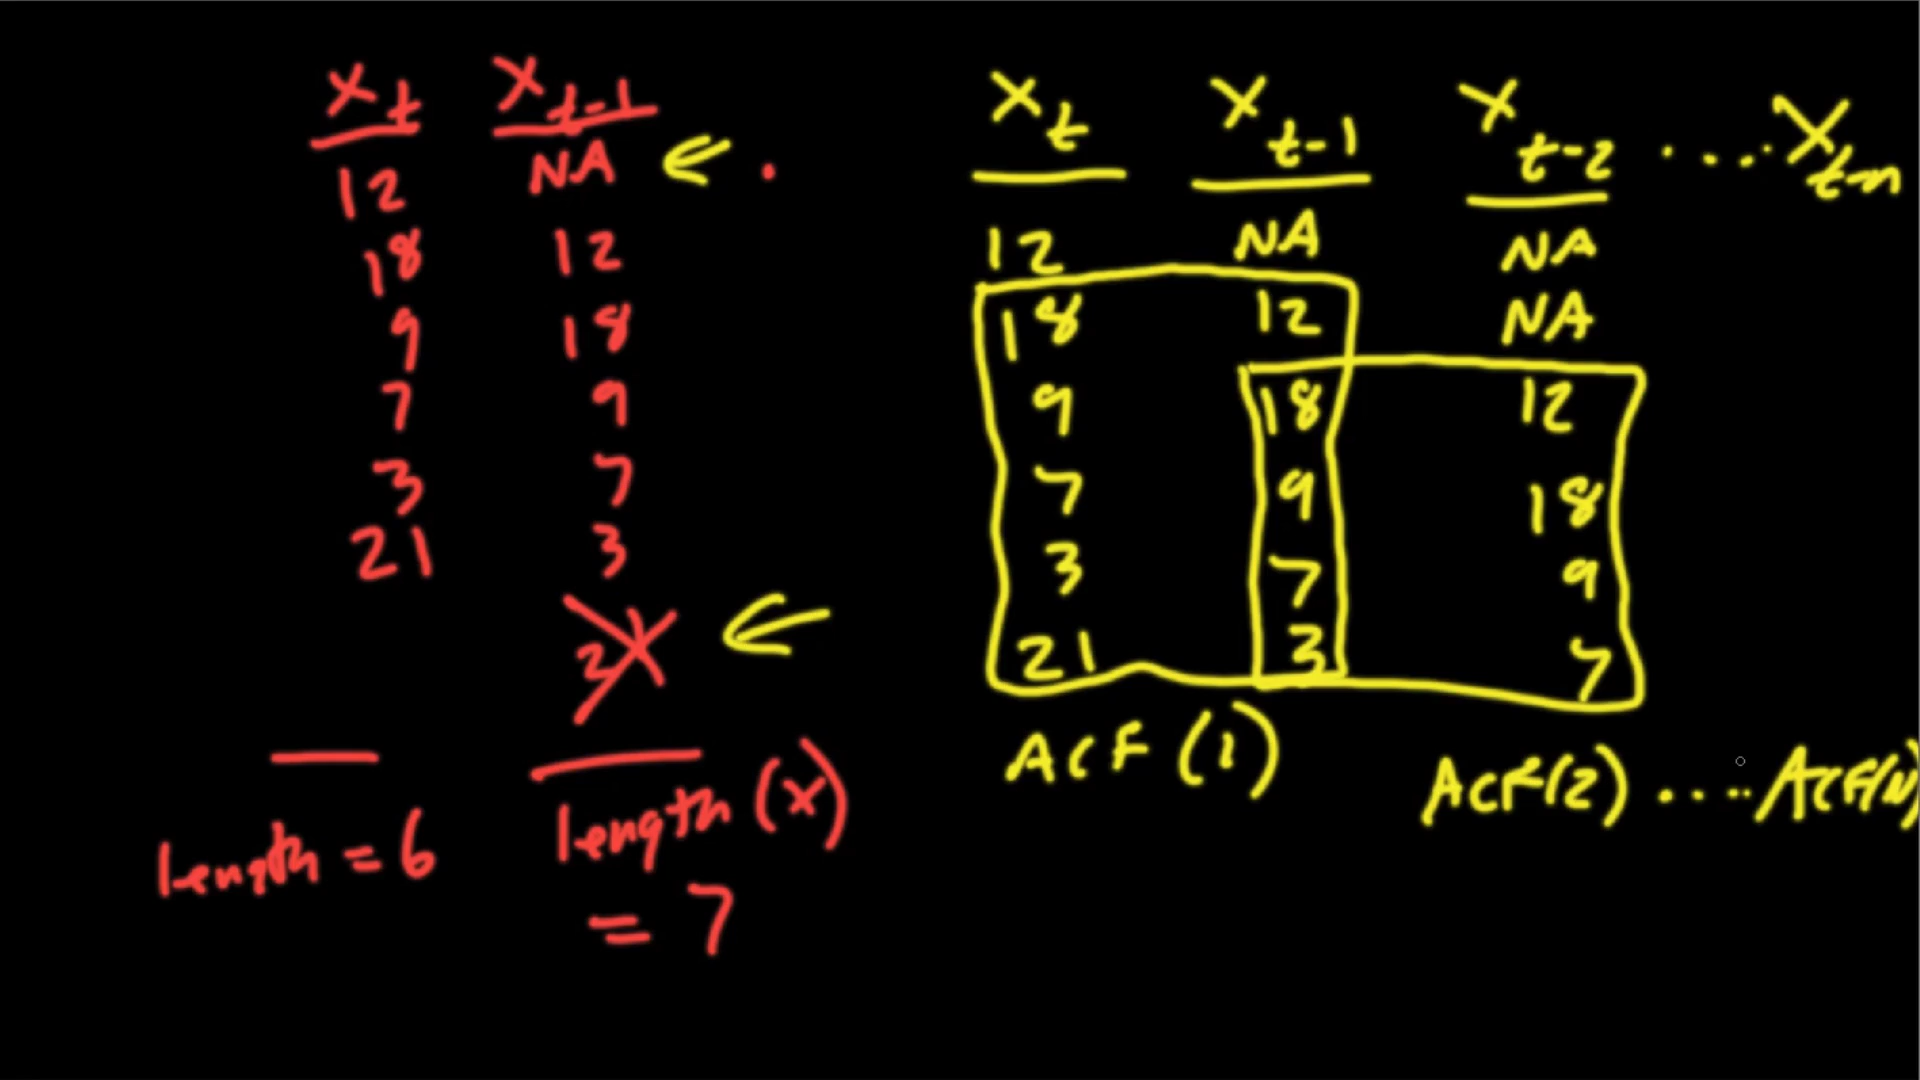 Xt Xt-1
12 NA
18 12
9 18
7 9
3 7
21 3
21
length = 6
length (x)
= 7
Xt Xt-1 Xt-2 .... Xt-n
12 NA NA
18 12 NA
9 18 12
7 9 18
3 7 9
21 3 7
ACF (1) ACF(2) .... ACF(N)